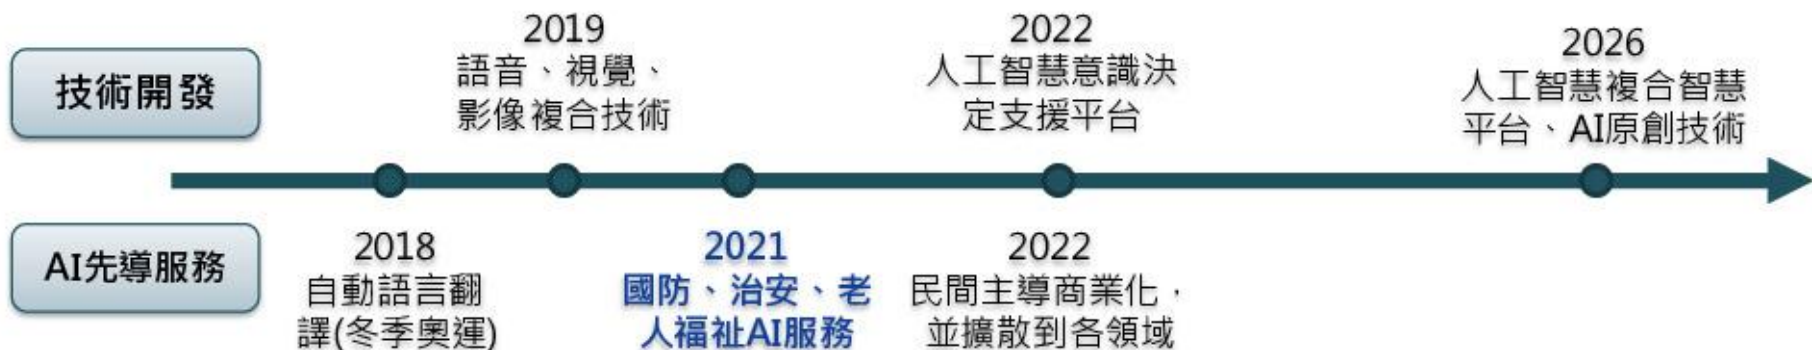 技術開發
2019
語音、視覺、
影像複合技術
2022
人工智慧意識決
定支援平台
2026
人工智慧複合智慧
平台、AI原創技術
AI先導服務
2018
自動語言翻
譯(冬季奧運)
2021
國防、治安、老
人福祉AI服務
2022
民間主導商業化，
並擴散到各領域